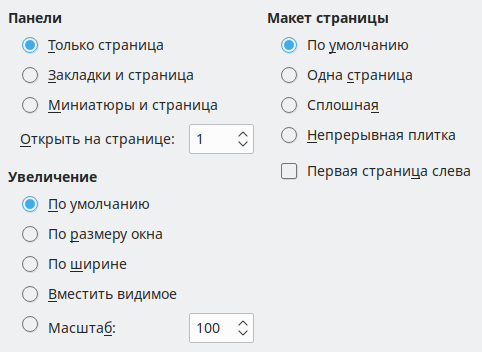 Панели
Только страница
Закладки и страница
Миниатюры и страница
Открыть на странице: 1
Увеличение
По умолчанию
По размеру окна
По ширине
Вместить видимое
Масштаб: 100
Макет страницы
По умолчанию
Одна страница
Сплошная
Непрерывная плитка
Первая страница слева